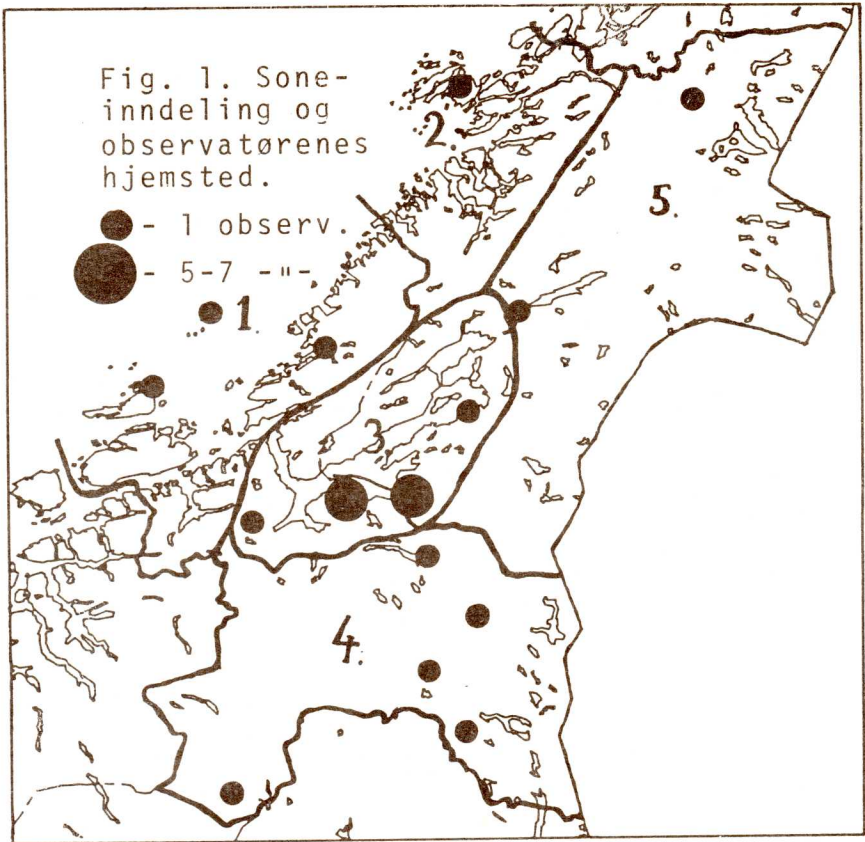 Fig. 1. Sone-
inndeling og
observatørenes
hjemsted.
- 1 observ.
- 5-7 -"-
1.
2.
3
4.
5.